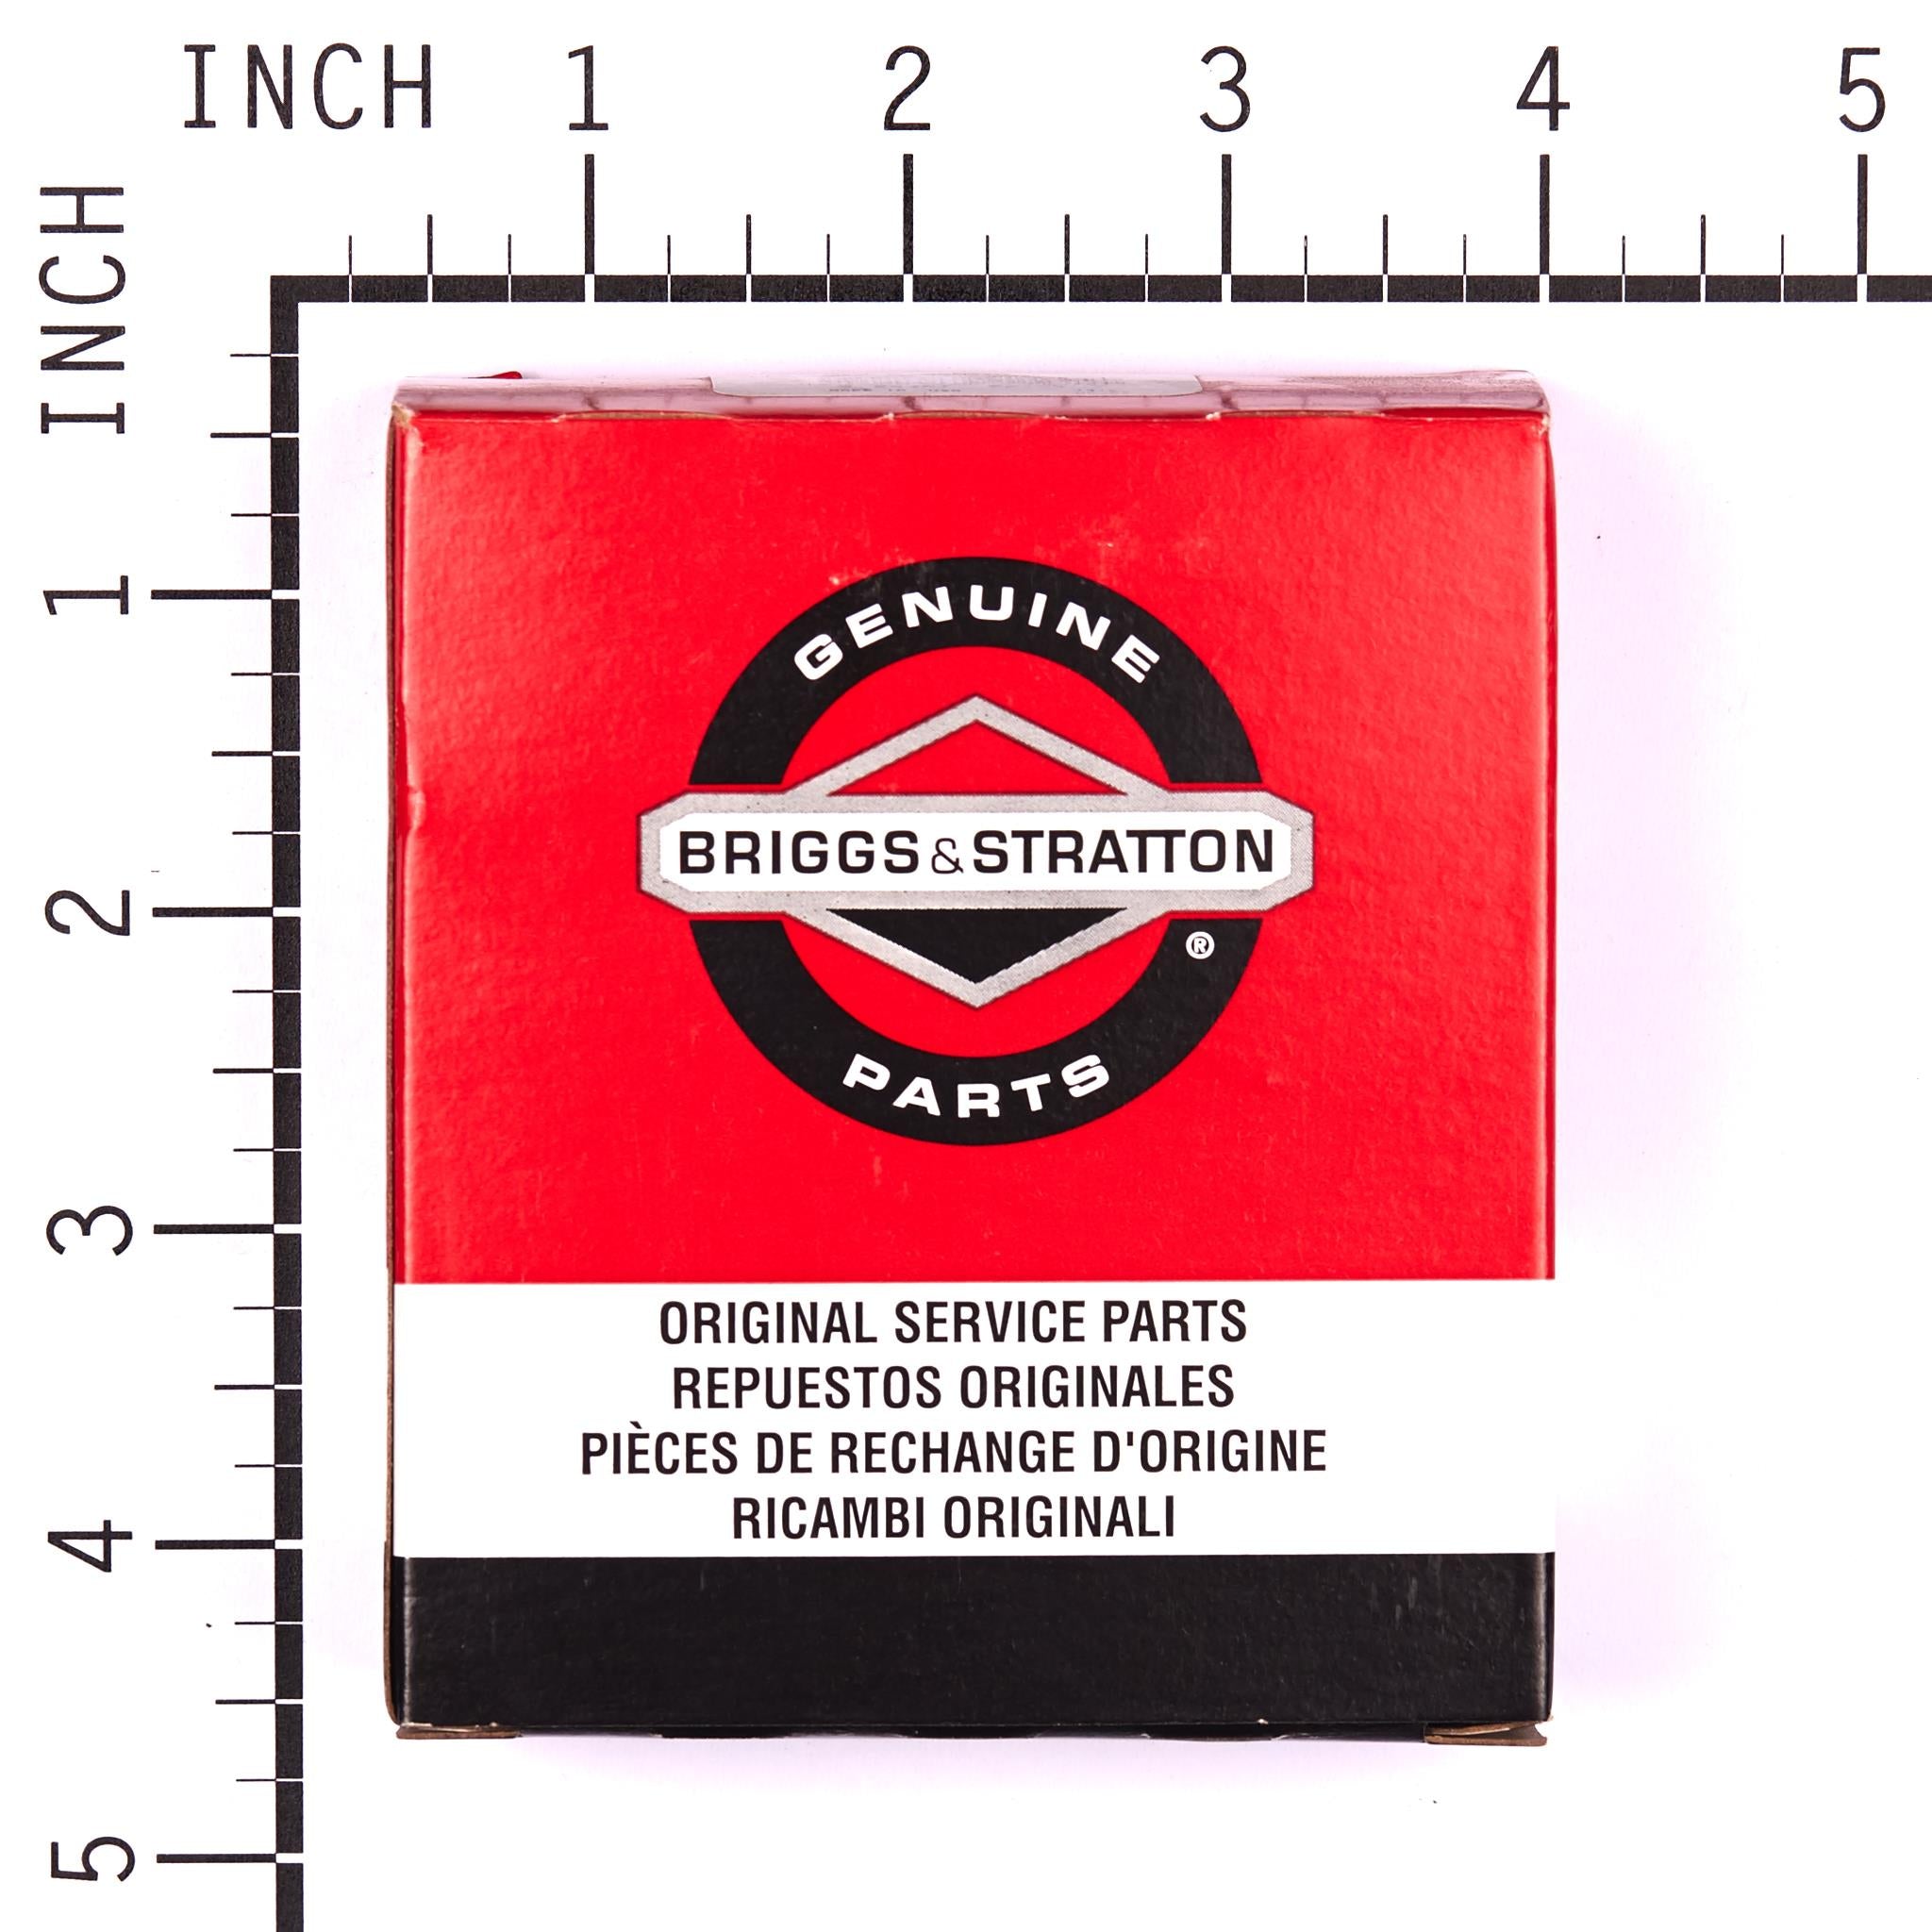 INCH 1 2 3 4 5
INCH
1
2
3
4
5
GENUINE
BRIGGS & STRATTON
®
PARTS
ORIGINAL SERVICE PARTS
REPUESTOS ORIGINALES
PIÈCES DE RECHANGE D'ORIGINE
RICAMBI ORIGINALI